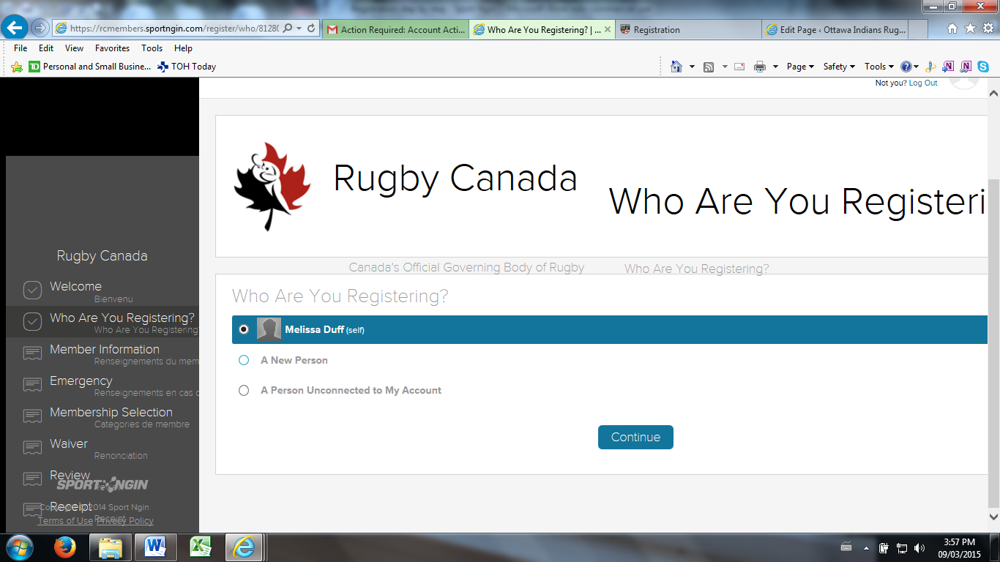 https://rcmembers.sportngin.com/register/who/81280
Action Required: Account Acti...
Who Are You Registering? | ...
Registration
Edit Page ‹ Ottawa Indians Rug...
File Edit View Favorites Tools Help
Personal and Small Busine...
TOH Today
Page Safety Tools
Not you? Log Out
Rugby Canada
Who Are You Registeri
Canada's Official Governing Body of Rugby
Who Are You Registering?
Who Are You Registering?
Melissa Duff (self)
A New Person
A Person Unconnected to My Account
Continue
Rugby Canada
Welcome
Bienvenu
Who Are You Registering?
Who Are You Registering
Member Information
Renseignements du mem
Emergency
Renseignements en cas d
Membership Selection
Categories de membre
Waiver
Renonciation
Review
SPORT NGIN
Review
Receipt
Copyright © 2014 Sport Ngin
Receipt
Terms of Use Privacy Policy
3:57 PM
09/03/2015